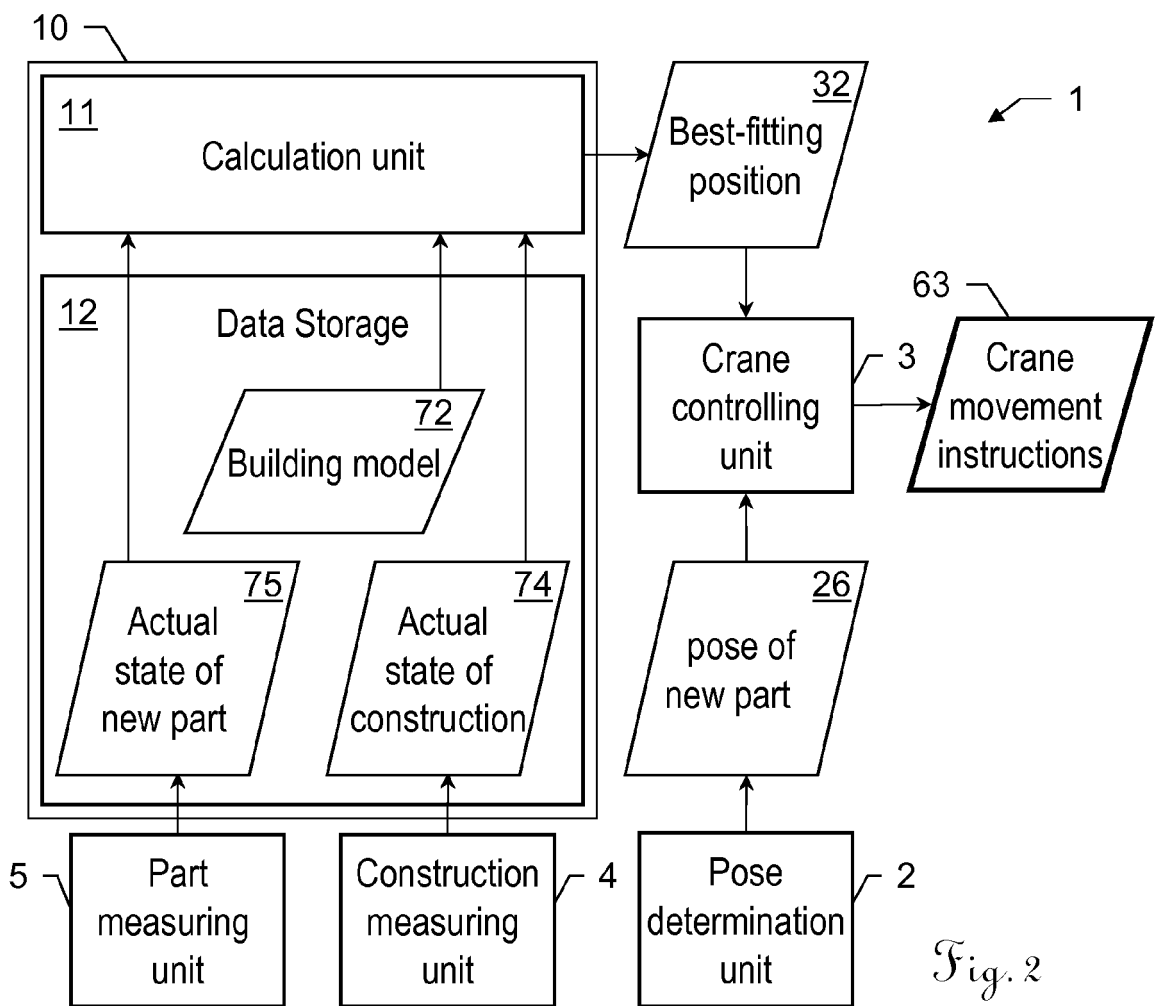 10
11
Calculation unit
32
Best-fitting
position
1
12
Data Storage
72
Building model
63
Crane
controlling
unit
3
Crane
movement
instructions
75
Actual
state of
new part
74
Actual
state of
construction
26
pose of
new part
5
Part
measuring
unit
Construction
measuring
unit
4
Pose
determination
unit
2
Fig. 2